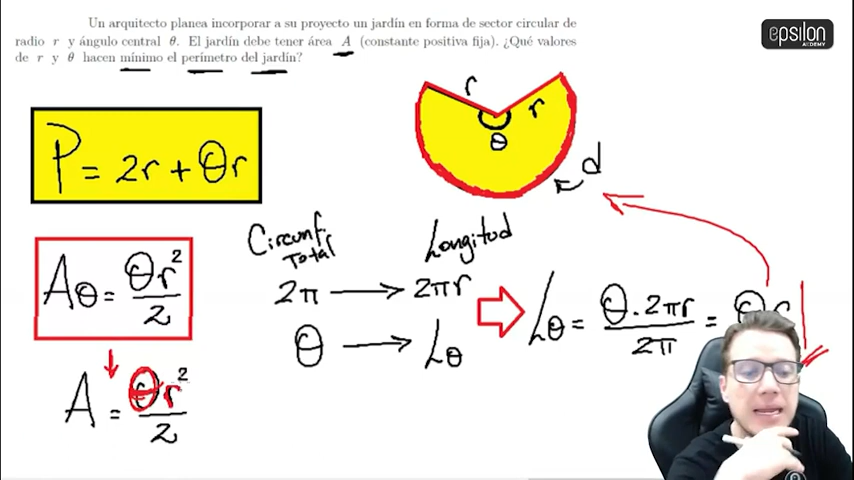 Un arquitecto planea incorporar a su proyecto un jardín en forma de sector circular de
radio r y ángulo central θ. El jardín debe tener área A (constante positiva fija). ¿Qué valores
de r y θ hacen mínimo el perímetro del jardín?
epsilon
ACADEMY
r
r
θ
d
P = 2r + θr
Circunf. Total
Longitud
2π → 2πr
θ → Lθ
Lθ = θ.2πr/2π = θr
Aθ = θr²/2
A = θr²/2